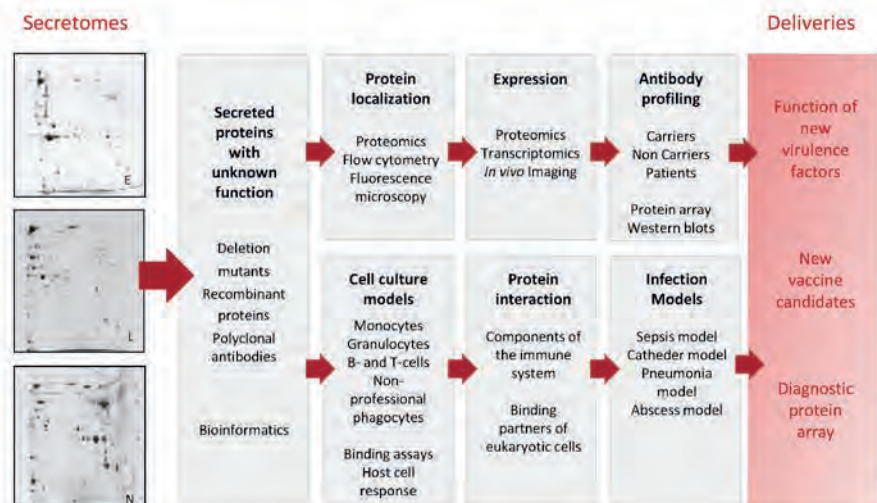 Secretomes
E
L
N
Secreted
proteins
with
unknown
function
Deletion
mutants
Recombinant
proteins
Polyclonal
antibodies
Bioinformatics
Protein
localization
Proteomics
Flow cytometry
Fluorescence
microscopy
Expression
Proteomics
Transcriptomics
In vivo Imaging
Antibody
profiling
Carriers
Non Carriers
Patients
Protein array
Western blots
Cell culture
models
Monocytes
Granulocytes
B- and T-cells
Non-
professional
phagocytes
Binding assays
Host cell
response
Protein
interaction
Components of
the immune
system
Binding
partners of
eukaryotic cells
Infection
Models
Sepsis model
Catheder model
Pneumonia
model
Abscess model
Deliveries
Function of
new
virulence
factors
New
vaccine
candidates
Diagnostic
protein
array